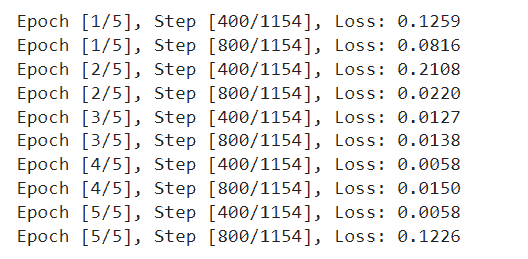 Epoch [1/5], Step [400/1154], Loss: 0.1259
Epoch [1/5], Step [800/1154], Loss: 0.0816
Epoch [2/5], Step [400/1154], Loss: 0.2108
Epoch [2/5], Step [800/1154], Loss: 0.0220
Epoch [3/5], Step [400/1154], Loss: 0.0127
Epoch [3/5], Step [800/1154], Loss: 0.0138
Epoch [4/5], Step [400/1154], Loss: 0.0058
Epoch [4/5], Step [800/1154], Loss: 0.0150
Epoch [5/5], Step [400/1154], Loss: 0.0058
Epoch [5/5], Step [800/1154], Loss: 0.1226